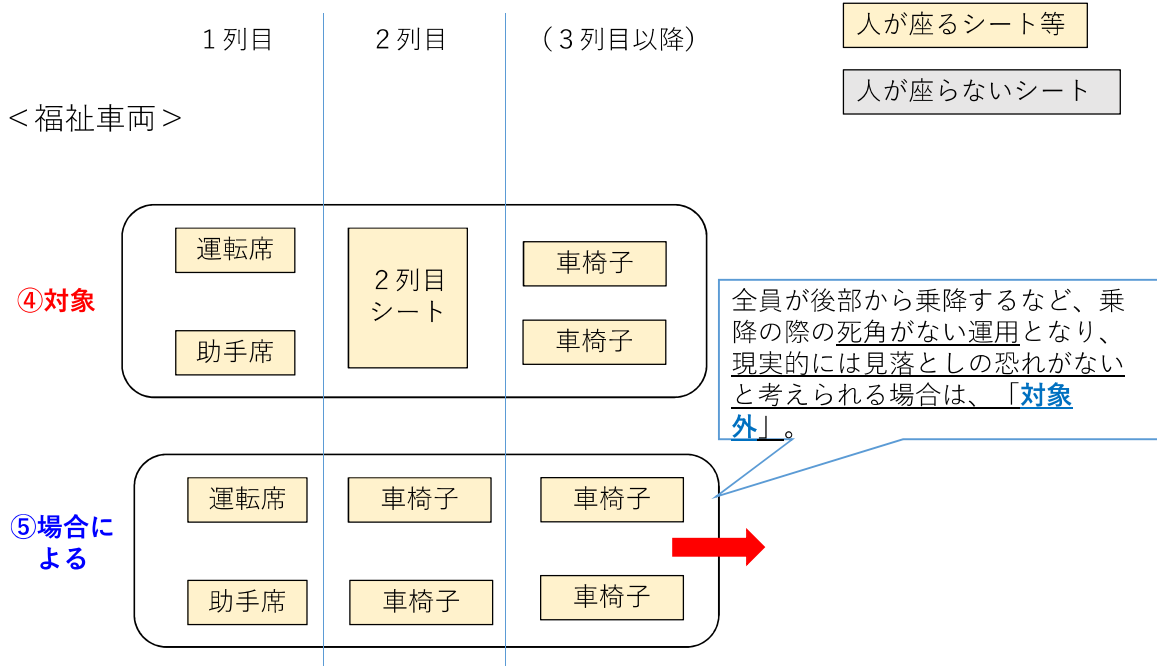 1列目
2列目
（3列目以降）
人が座るシート等
人が座らないシート
＜福祉車両＞
④対象
運転席
助手席
2列目
シート
車椅子
車椅子
全員が後部から乗降するなど、乗
降の際の死角がない運用となり、
現実的には見落としの恐れがない
と考えられる場合は、「対象
外」。
⑤場合に
よる
運転席
助手席
車椅子
車椅子
車椅子
車椅子